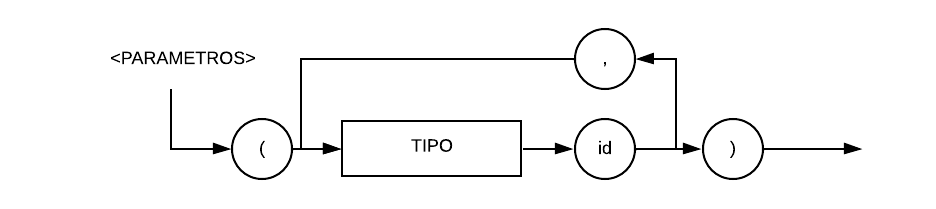 <PARAMETROS>
,
(
TIPO
id
)